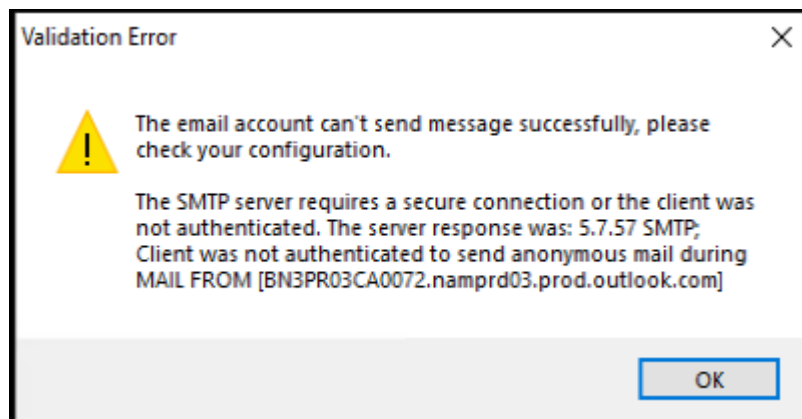 Validation Error
The email account can't send message successfully, please
check your configuration.
The SMTP server requires a secure connection or the client was
not authenticated. The server response was: 5.7.57 SMTP;
Client was not authenticated to send anonymous mail during
MAIL FROM [BN3PR03CA0072.namprd03.prod.outlook.com]
OK